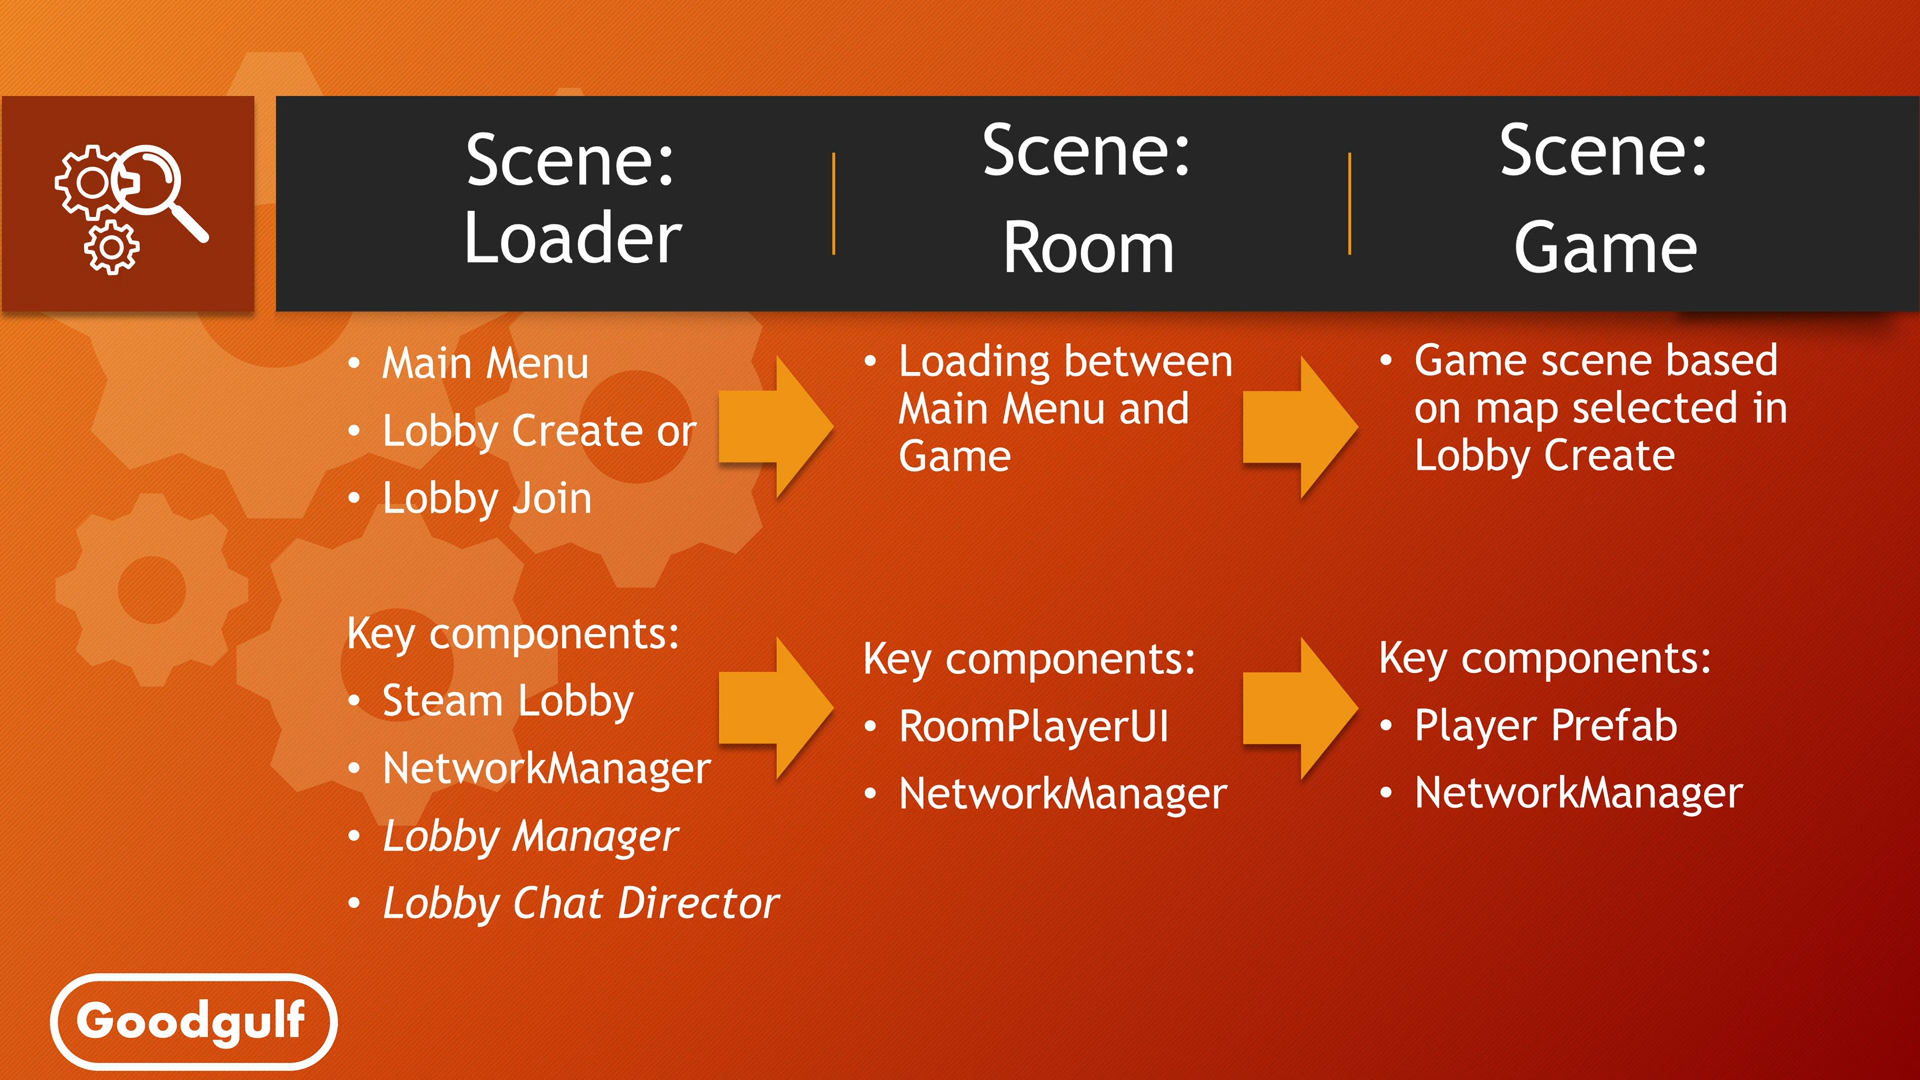 Scene:
Loader
Scene:
Room
Scene:
Game
• Main Menu
• Lobby Create or
• Lobby Join
• Loading between
Main Menu and
Game
• Game scene based
on map selected in
Lobby Create
Key components:
• Steam Lobby
• NetworkManager
• Lobby Manager
• Lobby Chat Director
Key components:
• RoomPlayerUI
• NetworkManager
Key components:
• Player Prefab
• NetworkManager
Goodgulf